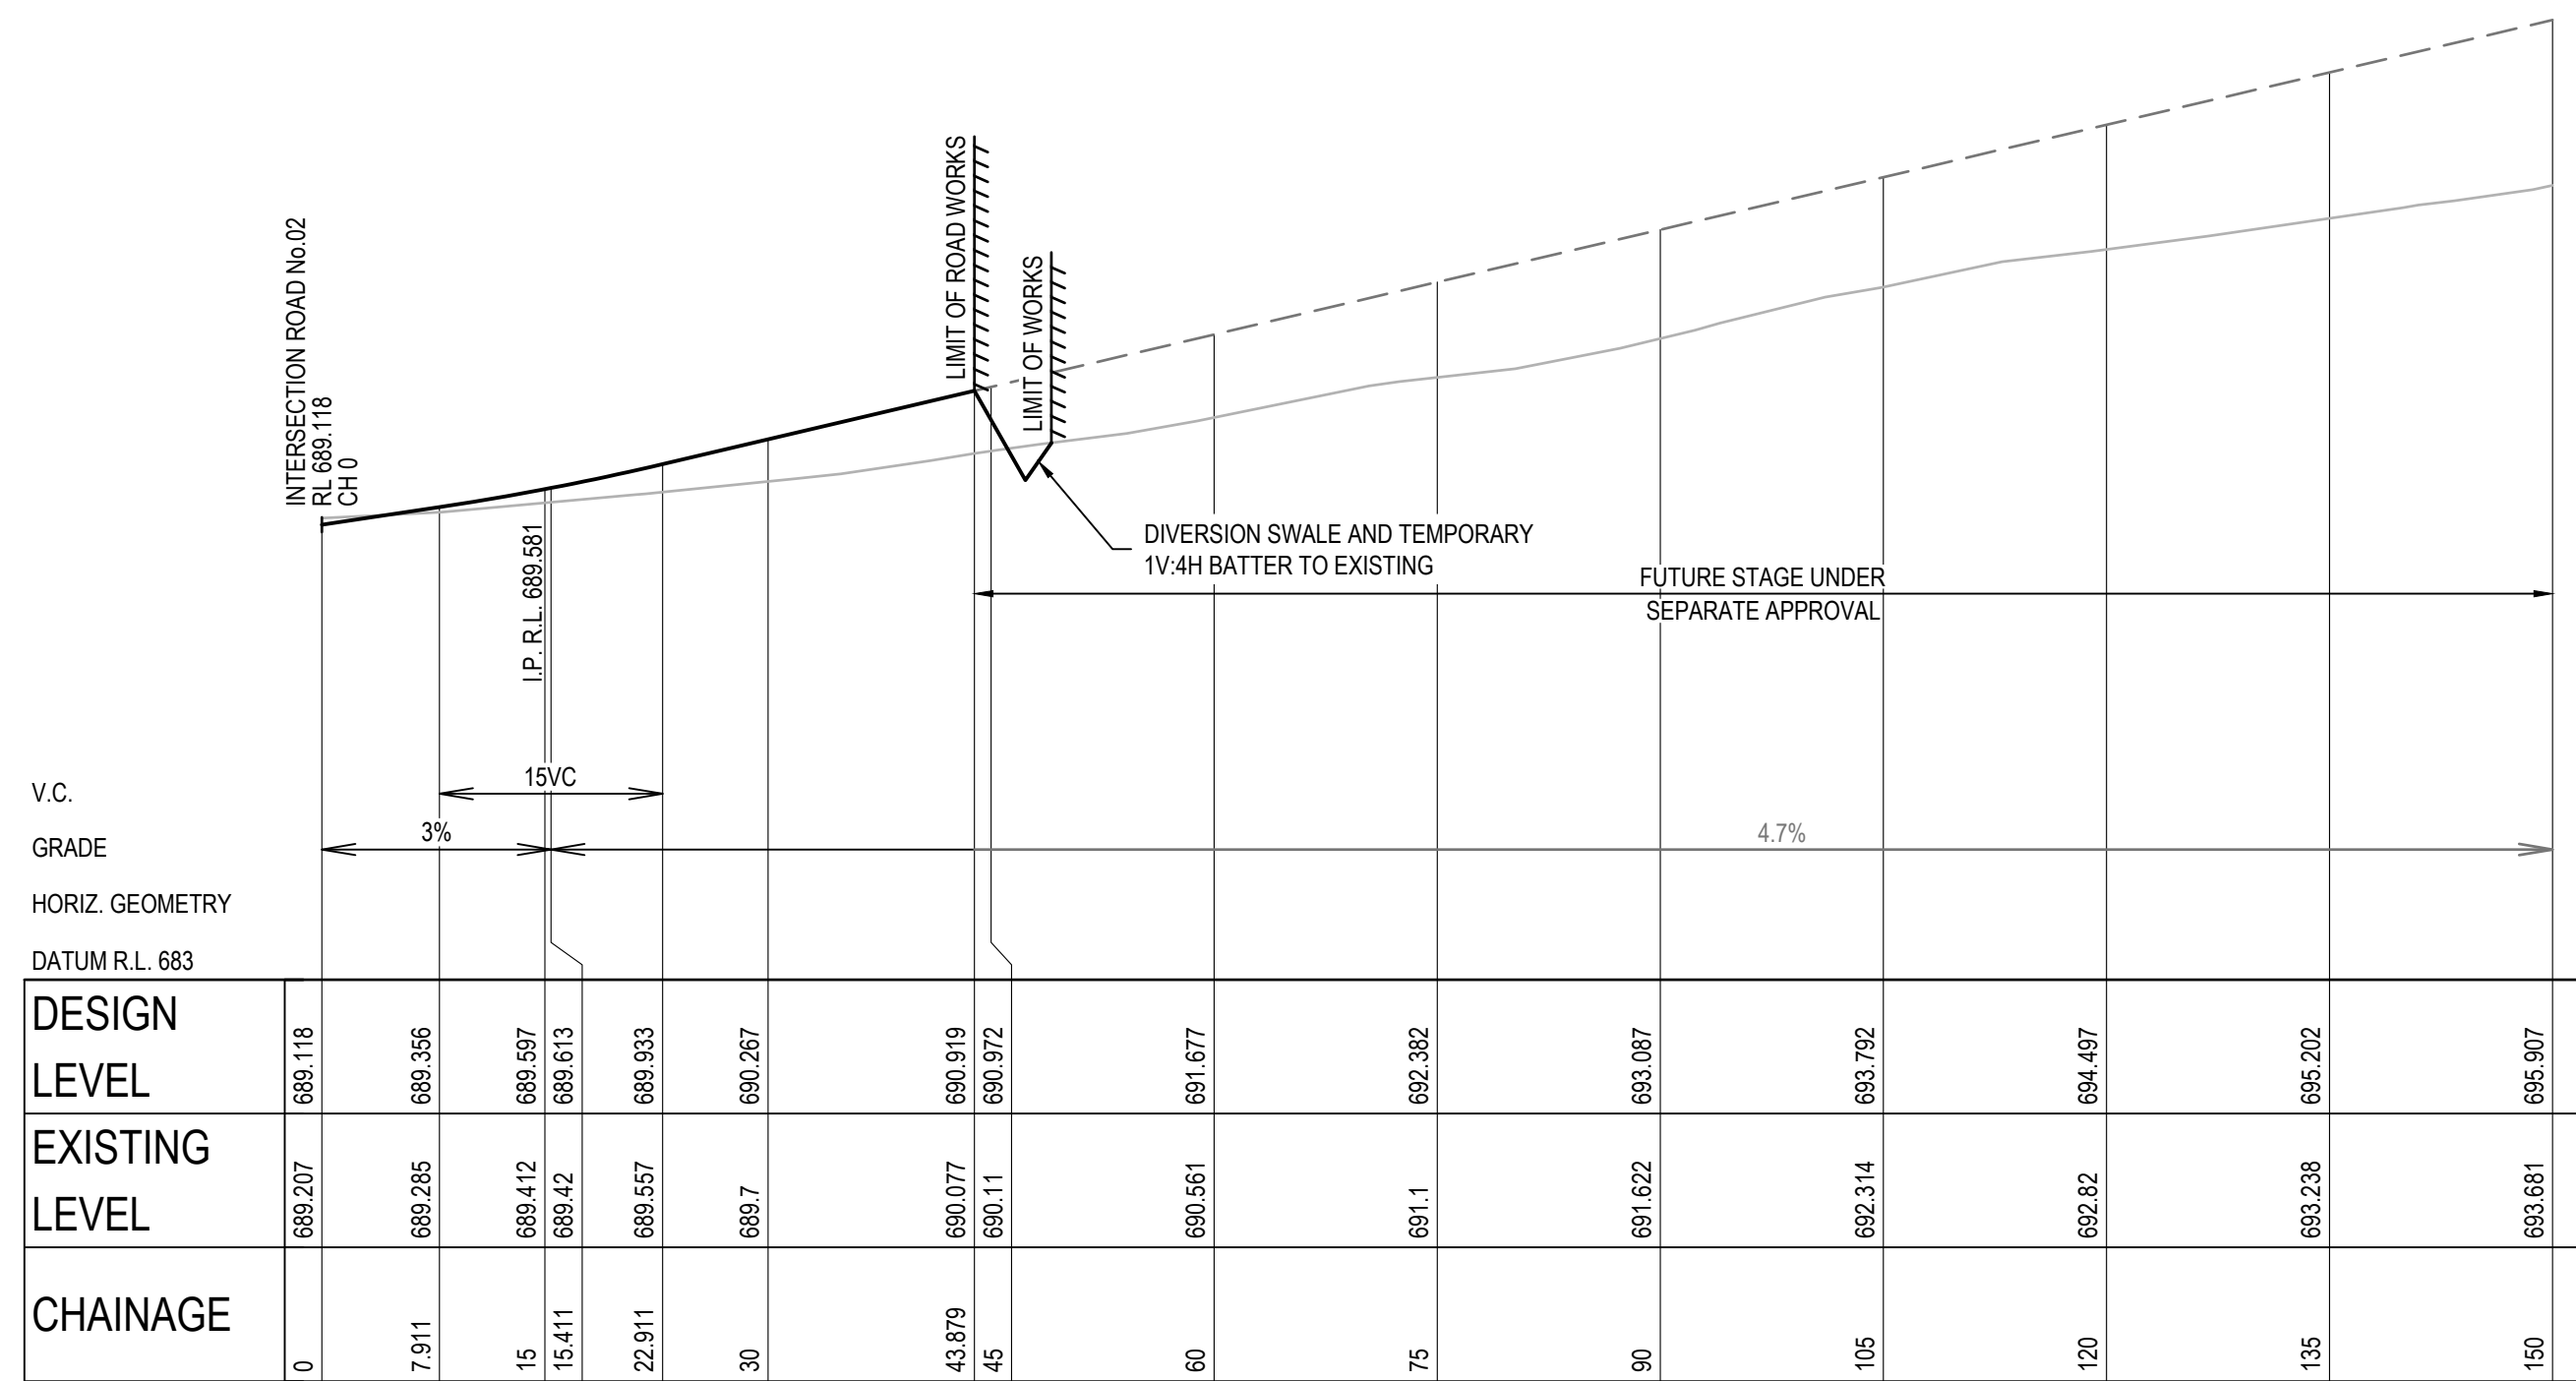 INTERSECTION ROAD No.02
RL 689.118
CH 0
LIMIT OF ROAD WORKS
LIMIT OF WORKS
I.P. R.L. 689.581
DIVERSION SWALE AND TEMPORARY
1V:4H BATTER TO EXISTING
FUTURE STAGE UNDER
SEPARATE APPROVAL
V.C.
15VC
GRADE
3%
4.7%
HORIZ. GEOMETRY
DATUM R.L. 683
DESIGN
LEVEL
689.118 689.356 689.597 689.613 689.933 690.267 690.919 690.972 691.677 692.382 693.087 693.792 694.497 695.202 695.907
EXISTING
LEVEL
689.207 689.285 689.412 689.42 689.557 689.7 690.077 690.11 690.561 691.1 691.622 692.314 692.82 693.238 693.681
CHAINAGE
0 7.911 15 15.411 22.911 30 43.879 45 60 75 90 105 120 135 150